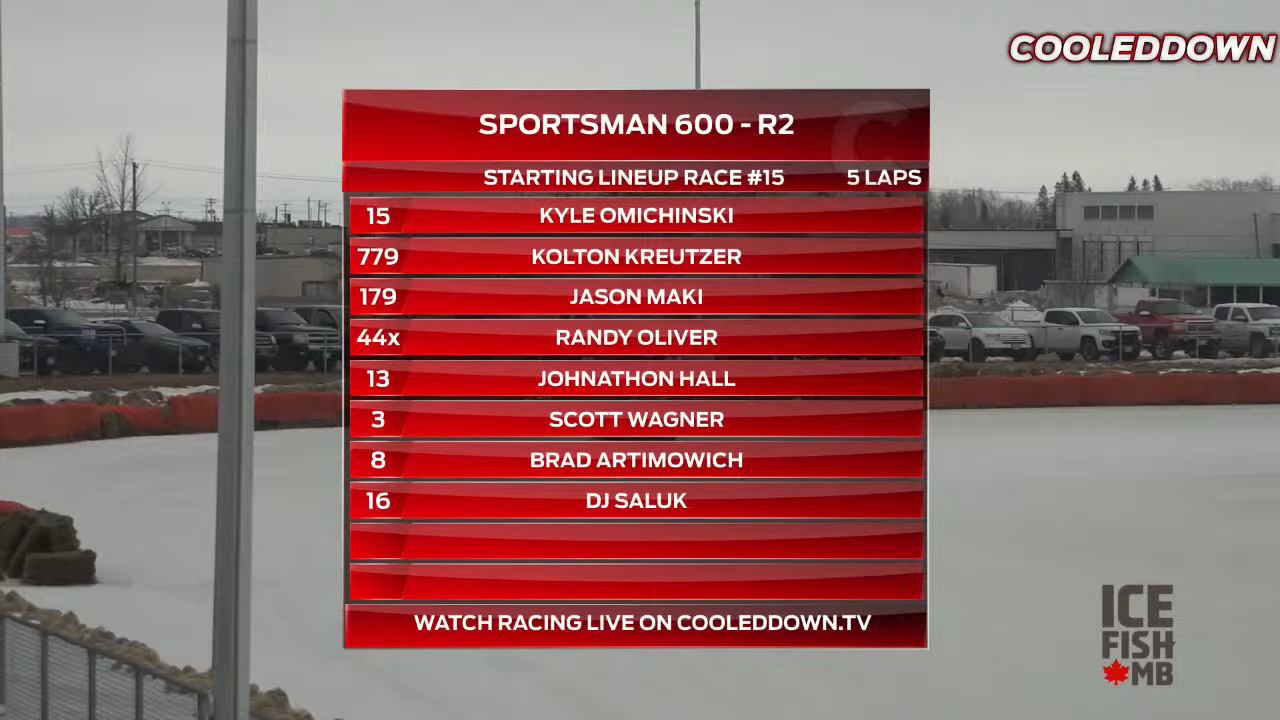 COOLEDDOWN
SPORTSMAN 600 - R2
STARTING LINEUP RACE #15 5 LAPS
15 KYLE OMICHINSKI
779 KOLTON KREUTZER
179 JASON MAKI
44x RANDY OLIVER
13 JOHNATHON HALL
3 SCOTT WAGNER
8 BRAD ARTIMOWICH
16 DJ SALUK
WATCH RACING LIVE ON COOLEDDOWN.TV
ICE
FISH
MB